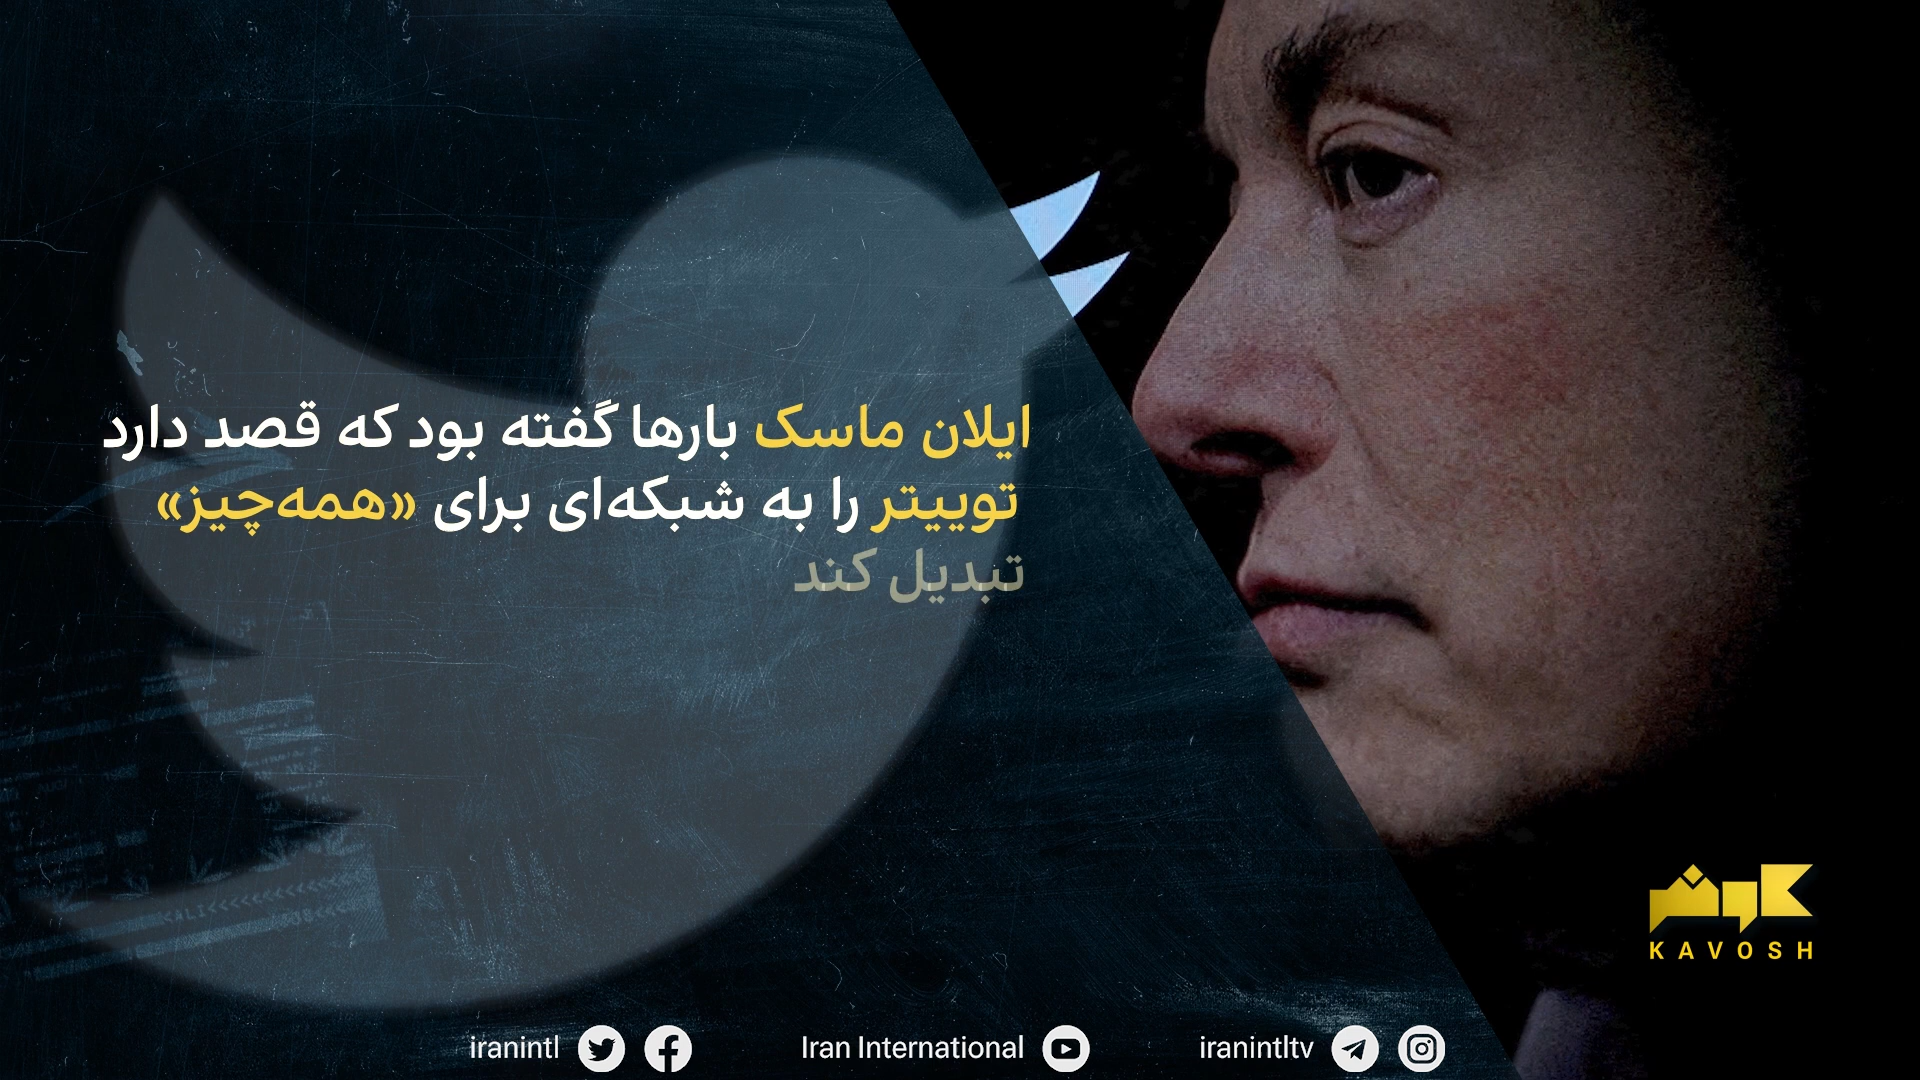 ایلان ماسک بارها گفته بود که قصد دارد
توییتر را به شبکه‌ای برای «همه‌چیز»
تبدیل کند
کاوش
KAVOSH
iranintl
Iran International
iranintltv